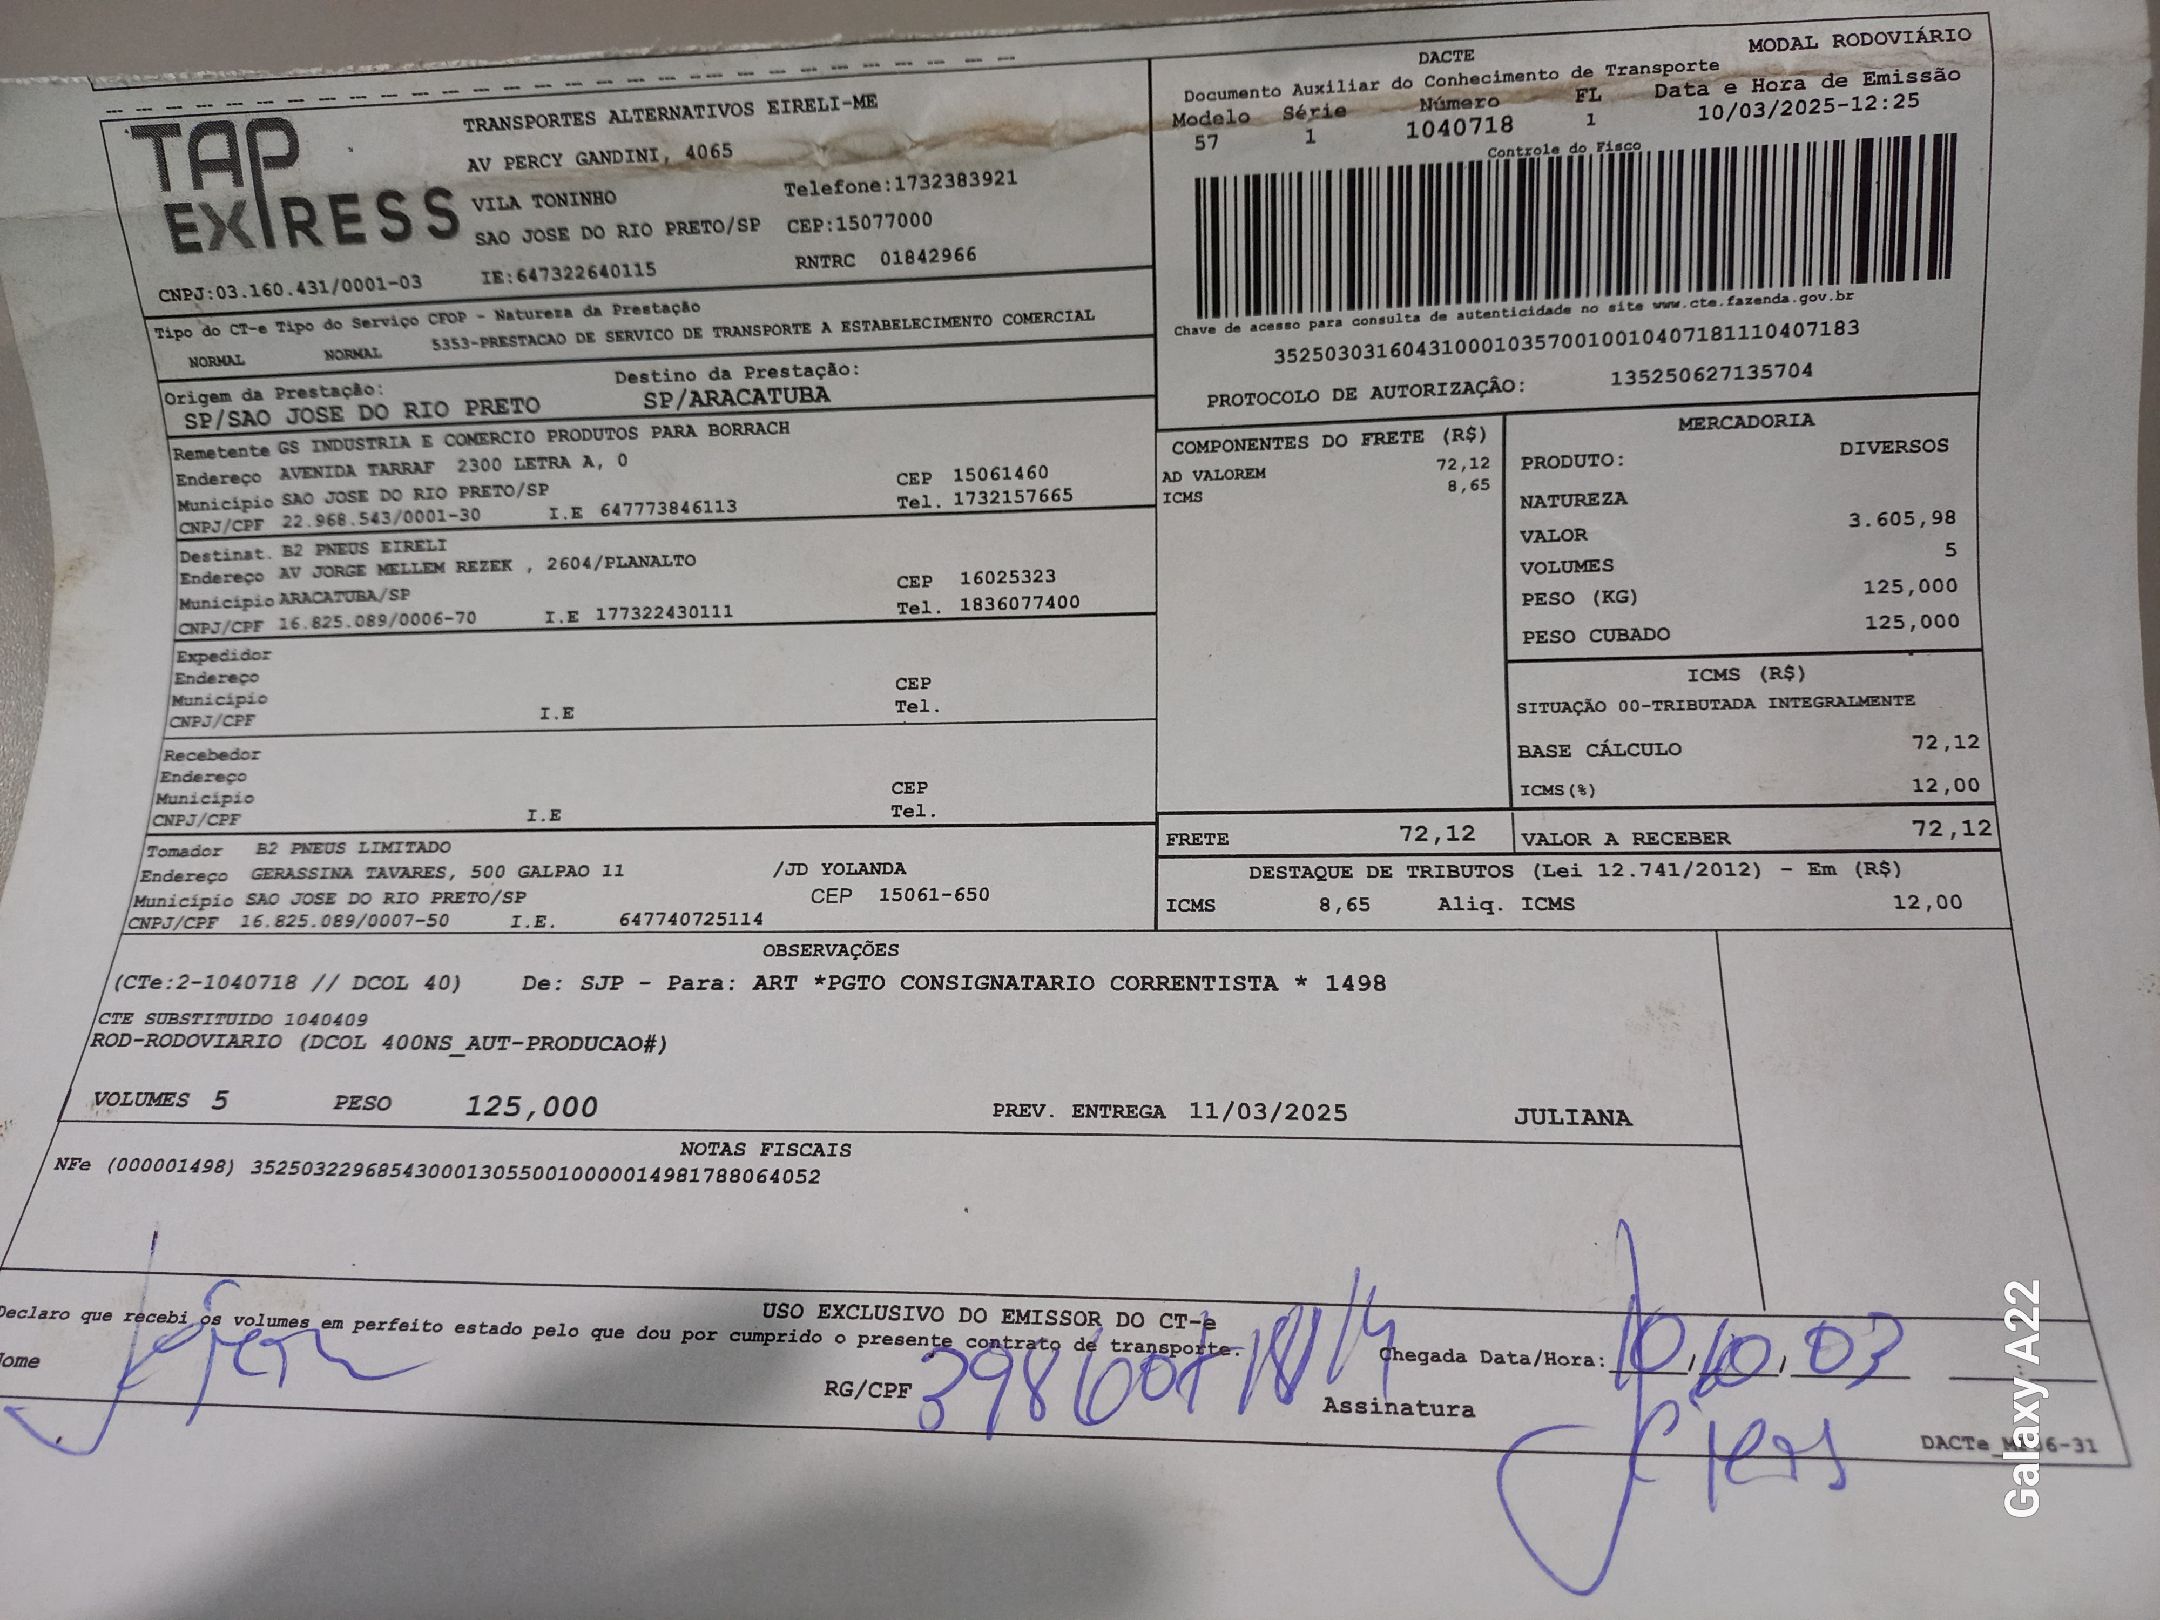 DACTE
MODAL RODOVIÁRIO
Documento Auxiliar do Conhecimento de Transporte
Modelo Série Número FL Data e Hora de Emissão
57 1 1040718 1 10/03/2025-12:25
Controle do Fisco
TAP EXPRESS
TRANSPORTES ALTERNATIVOS EIRELI-ME
AV PERCY GANDINI, 4065
VILA TONINHO Telefone:1732383921
SAO JOSE DO RIO PRETO/SP CEP:15077000
CNPJ:03.160.431/0001-03 IE:647322640115 RNTRC 01842966
Chave de acesso para consulta de autenticidade no site www.cte.fazenda.gov.br
35250303160431000103570010010407181110407183
PROTOCOLO DE AUTORIZAÇÂO: 135250627135704
Tipo do CT-e Tipo do Serviço CFOP - Natureza da Prestação
NORMAL NORMAL 5353-PRESTACAO DE SERVICO DE TRANSPORTE A ESTABELECIMENTO COMERCIAL
Origem da Prestação: Destino da Prestação:
SP/SAO JOSE DO RIO PRETO SP/ARACATUBA
Remetente GS INDUSTRIA E COMERCIO PRODUTOS PARA BORRACH
Endereço AVENIDA TARRAF 2300 LETRA A, 0 CEP 15061460
Município SAO JOSE DO RIO PRETO/SP Tel. 1732157665
CNPJ/CPF 22.968.543/0001-30 I.E 647773846113
Destinat. B2 PNEUS EIRELI
Endereço AV JORGE MELLEM REZEK , 2604/PLANALTO CEP 16025323
Município ARACATUBA/SP Tel. 1836077400
CNPJ/CPF 16.825.089/0006-70 I.E 177322430111
Expedidor
Endereço CEP
Município Tel.
CNPJ/CPF I.E
Recebedor
Endereço CEP
Município Tel.
CNPJ/CPF I.E
Tomador B2 PNEUS LIMITADO
Endereço GERASSINA TAVARES, 500 GALPAO 11 /JD YOLANDA
Município SAO JOSE DO RIO PRETO/SP CEP 15061-650
CNPJ/CPF 16.825.089/0007-50 I.E. 647740725114
COMPONENTES DO FRETE (R$)
AD VALOREM 72,12
ICMS 8,65
MERCADORIA
PRODUTO: DIVERSOS
NATUREZA
VALOR 3.605,98
VOLUMES 5
PESO (KG) 125,000
PESO CUBADO 125,000
ICMS (R$)
SITUAÇÃO 00-TRIBUTADA INTEGRALMENTE
BASE CÁLCULO 72,12
ICMS(%) 12,00
FRETE 72,12 VALOR A RECEBER 72,12
DESTAQUE DE TRIBUTOS (Lei 12.741/2012) - Em (R$)
ICMS 8,65 Aliq. ICMS 12,00
OBSERVAÇÕES
(CTe:2-1040718 // DCOL 40) De: SJP - Para: ART *PGTO CONSIGNATARIO CORRENTISTA * 1498
CTE SUBSTITUIDO 1040409
ROD-RODOVIARIO (DCOL 400NS_AUT-PRODUCAO#)
VOLUMES 5 PESO 125,000 PREV. ENTREGA 11/03/2025 JULIANA
NOTAS FISCAIS
NFe (000001498) 35250322968543000130550010000014981788064052
USO EXCLUSIVO DO EMISSOR DO CT-e
Declaro que recebi os volumes em perfeito estado pelo que dou por cumprido o presente contrato de transporte.
Nome RG/CPF Chegada Data/Hora: 10, 10, 03
Assinatura
Galaxy A22